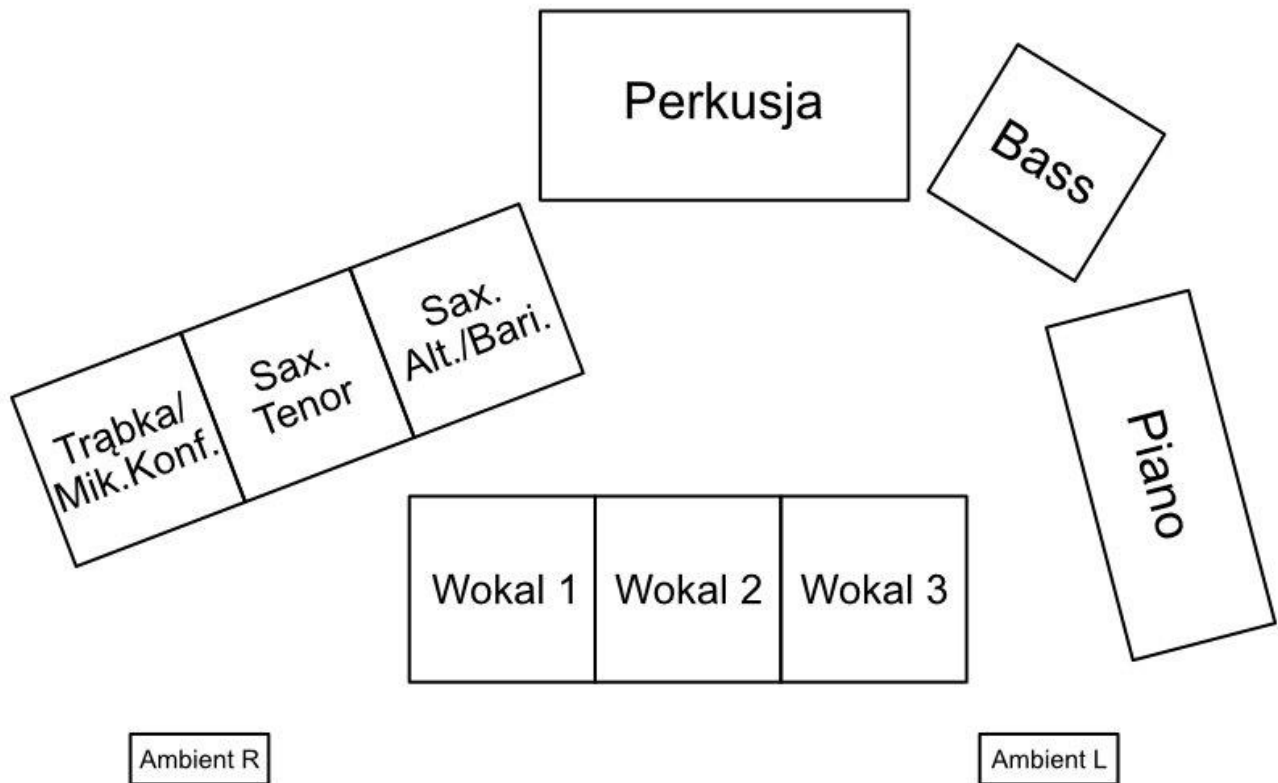 Perkusja
Bass
Sax.
Alt./Bari.
Sax.
Tenor
Trąbka/
Mik.Konf.
Piano
Wokal 1
Wokal 2
Wokal 3
Ambient R
Ambient L